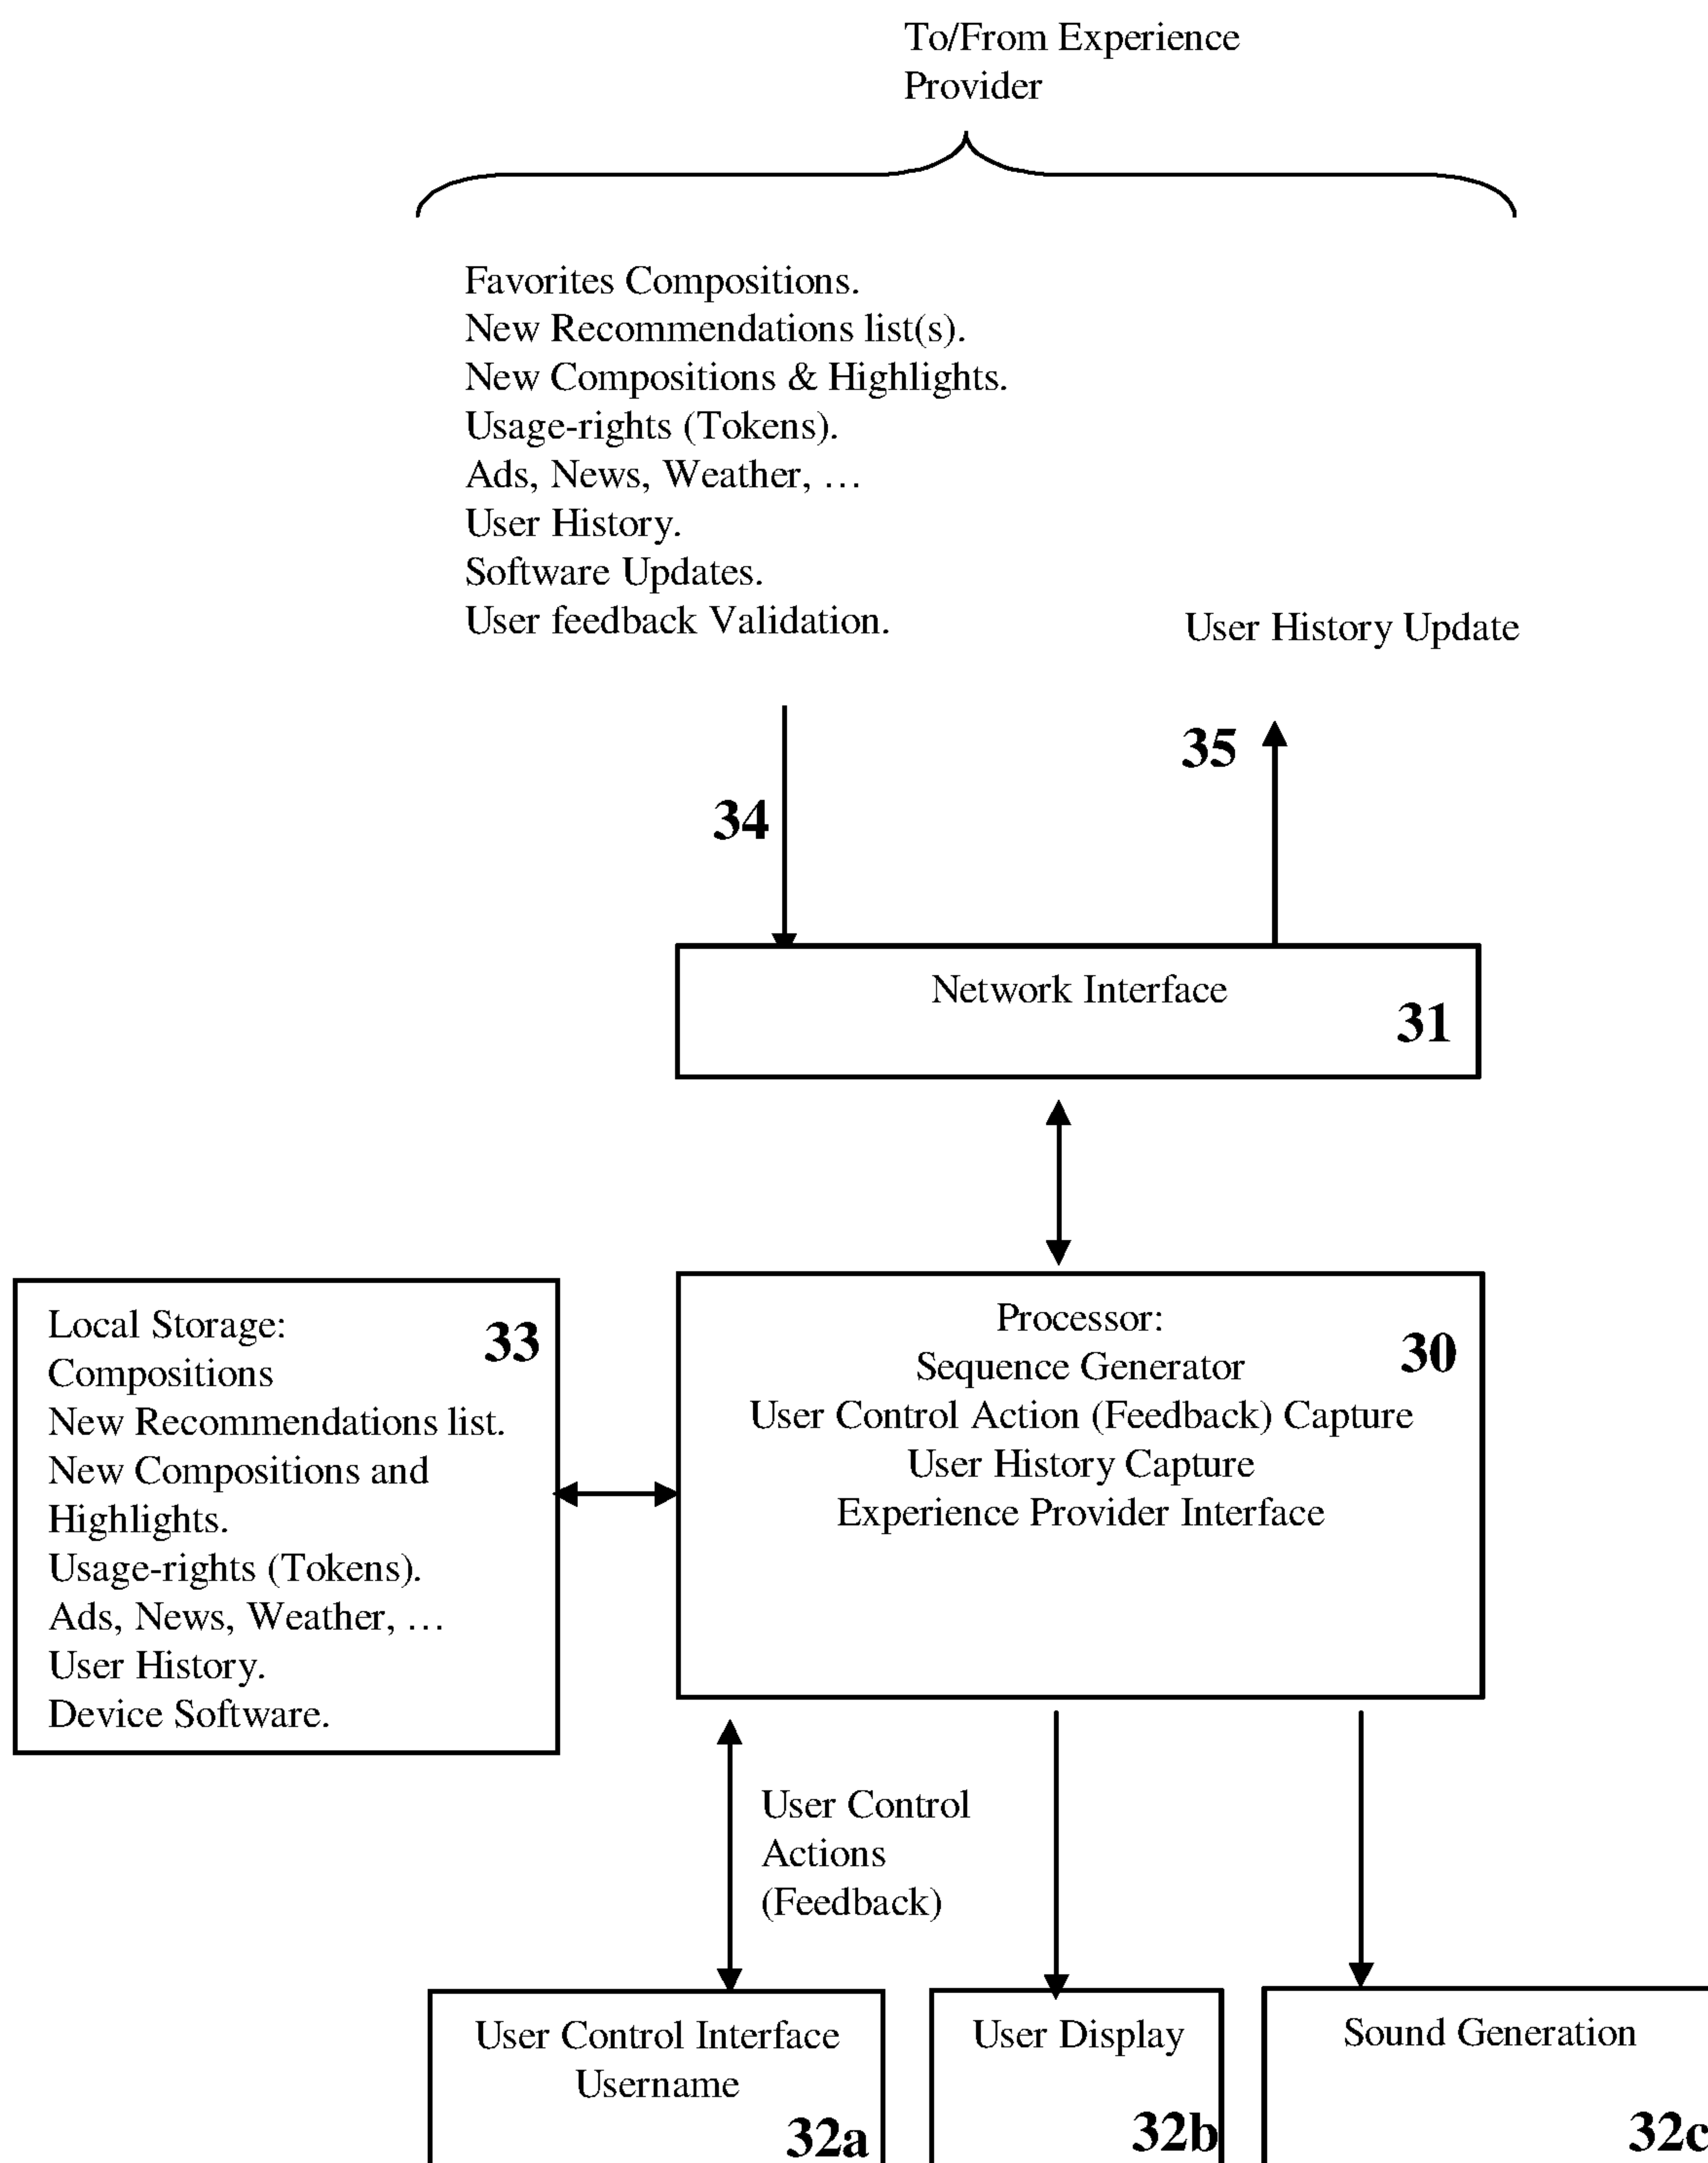 To/From Experience
Provider
Favorites Compositions.
New Recommendations list(s).
New Compositions & Highlights.
Usage-rights (Tokens).
Ads, News, Weather, …
User History.
Software Updates.
User feedback Validation.
User History Update
35
34
Network Interface
31
Local Storage:
33
Compositions
New Recommendations list.
New Compositions and
Highlights.
Usage-rights (Tokens).
Ads, News, Weather, …
User History.
Device Software.
Processor:
30
Sequence Generator
User Control Action (Feedback) Capture
User History Capture
Experience Provider Interface
User Control
Actions
(Feedback)
User Control Interface
Username
32a
User Display
32b
Sound Generation
32c